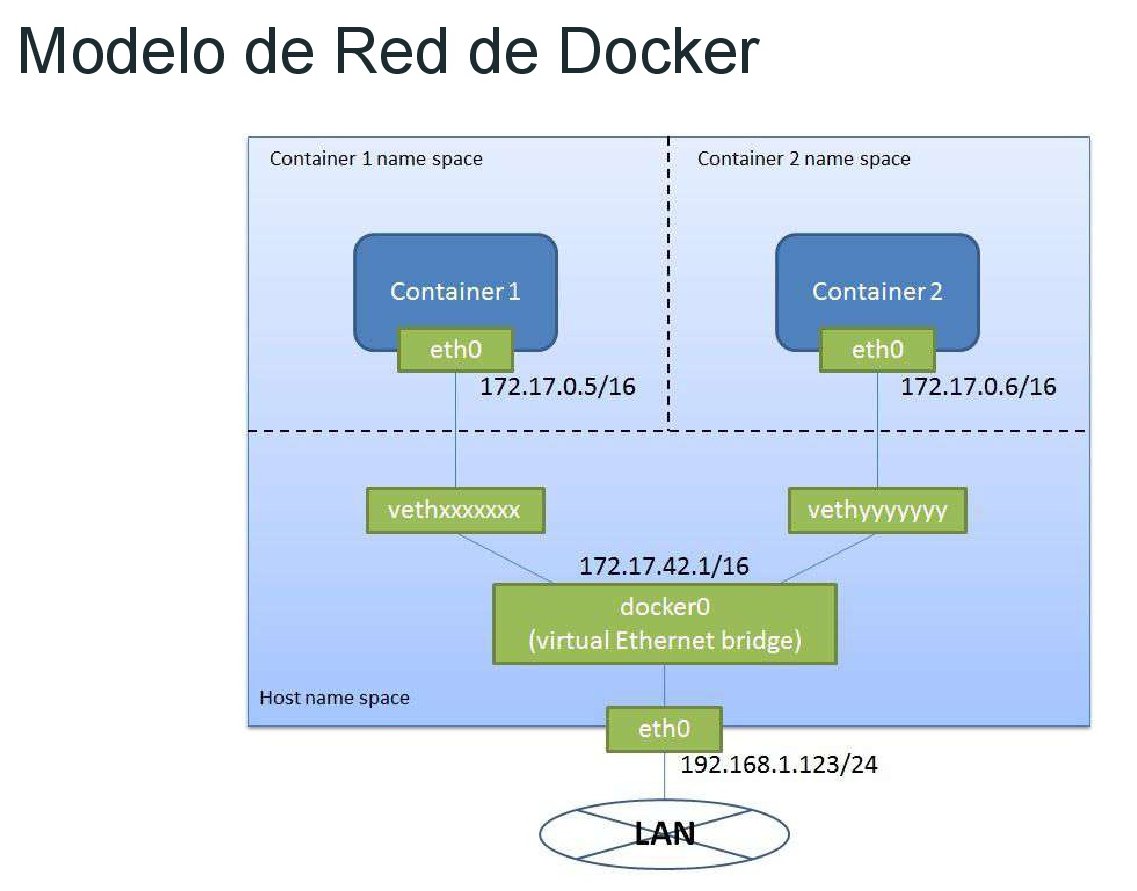 Modelo de Red de Docker
Container 1 name space
Container 2 name space
Container 1
Container 2
eth0
eth0
172.17.0.5/16
172.17.0.6/16
vethxxxxxxx
vethyyyyyyy
172.17.42.1/16
docker0
(virtual Ethernet bridge)
Host name space
eth0
192.168.1.123/24
LAN